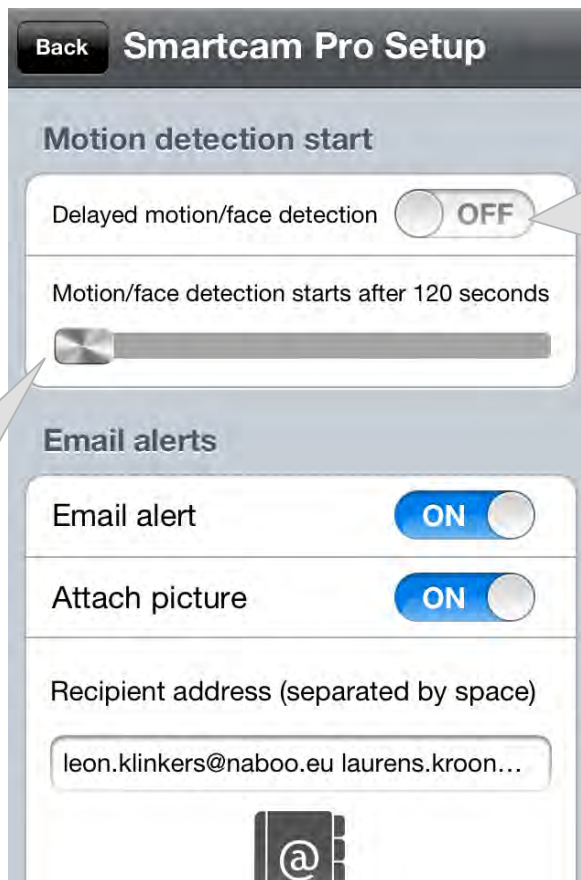 Back Smartcam Pro Setup
Motion detection start
Delayed motion/face detection OFF
Motion/face detection starts after 120 seconds
Email alerts
Email alert ON
Attach picture ON
Recipient address (separated by space)
leon.klinkers@naboo.eu laurens.kroon...
@